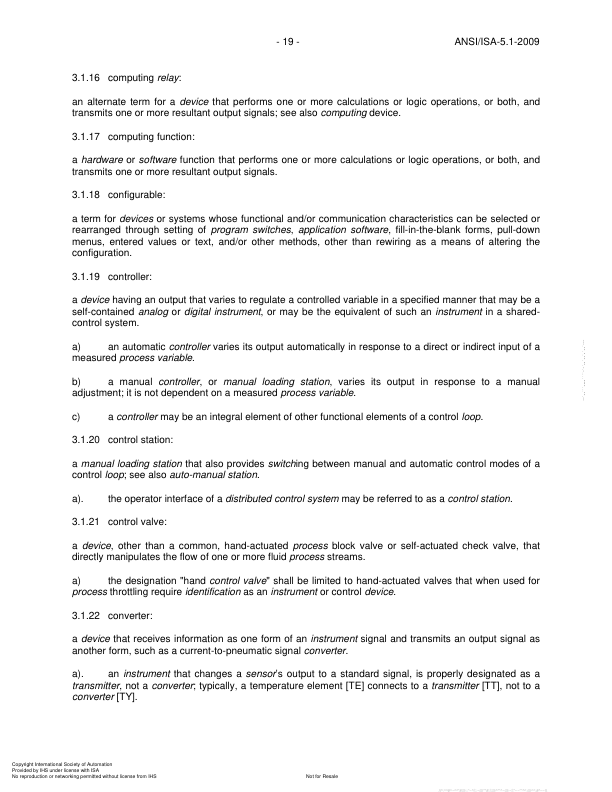 - 19 -
ANSI/ISA-5.1-2009
3.1.16 computing relay:
an alternate term for a device that performs one or more calculations or logic operations, or both, and
transmits one or more resultant output signals; see also computing device.
3.1.17 computing function:
a hardware or software function that performs one or more calculations or logic operations, or both, and
transmits one or more resultant output signals.
3.1.18 configurable:
a term for devices or systems whose functional and/or communication characteristics can be selected or
rearranged through setting of program switches, application software, fill-in-the-blank forms, pull-down
menus, entered values or text, and/or other methods, other than rewiring as a means of altering the
configuration.
3.1.19 controller:
a device having an output that varies to regulate a controlled variable in a specified manner that may be a
self-contained analog or digital instrument, or may be the equivalent of such an instrument in a shared-
control system.
a) an automatic controller varies its output automatically in response to a direct or indirect input of a
measured process variable.
b) a manual controller, or manual loading station, varies its output in response to a manual
adjustment; it is not dependent on a measured process variable.
c) a controller may be an integral element of other functional elements of a control loop.
3.1.20 control station:
a manual loading station that also provides switching between manual and automatic control modes of a
control loop; see also auto-manual station.
a). the operator interface of a distributed control system may be referred to as a control station.
3.1.21 control valve:
a device, other than a common, hand-actuated process block valve or self-actuated check valve, that
directly manipulates the flow of one or more fluid process streams.
a) the designation "hand control valve" shall be limited to hand-actuated valves that when used for
process throttling require identification as an instrument or control device.
3.1.22 converter:
a device that receives information as one form of an instrument signal and transmits an output signal as
another form, such as a current-to-pneumatic signal converter.
a). an instrument that changes a sensor's output to a standard signal, is properly designated as a
transmitter, not a converter; typically, a temperature element [TE] connects to a transmitter [TT], not to a
converter [TY].
Copyright International Society of Automation
Provided by IHS under license with ISA
No reproduction or networking permitted without license from IHS
Not for Resale